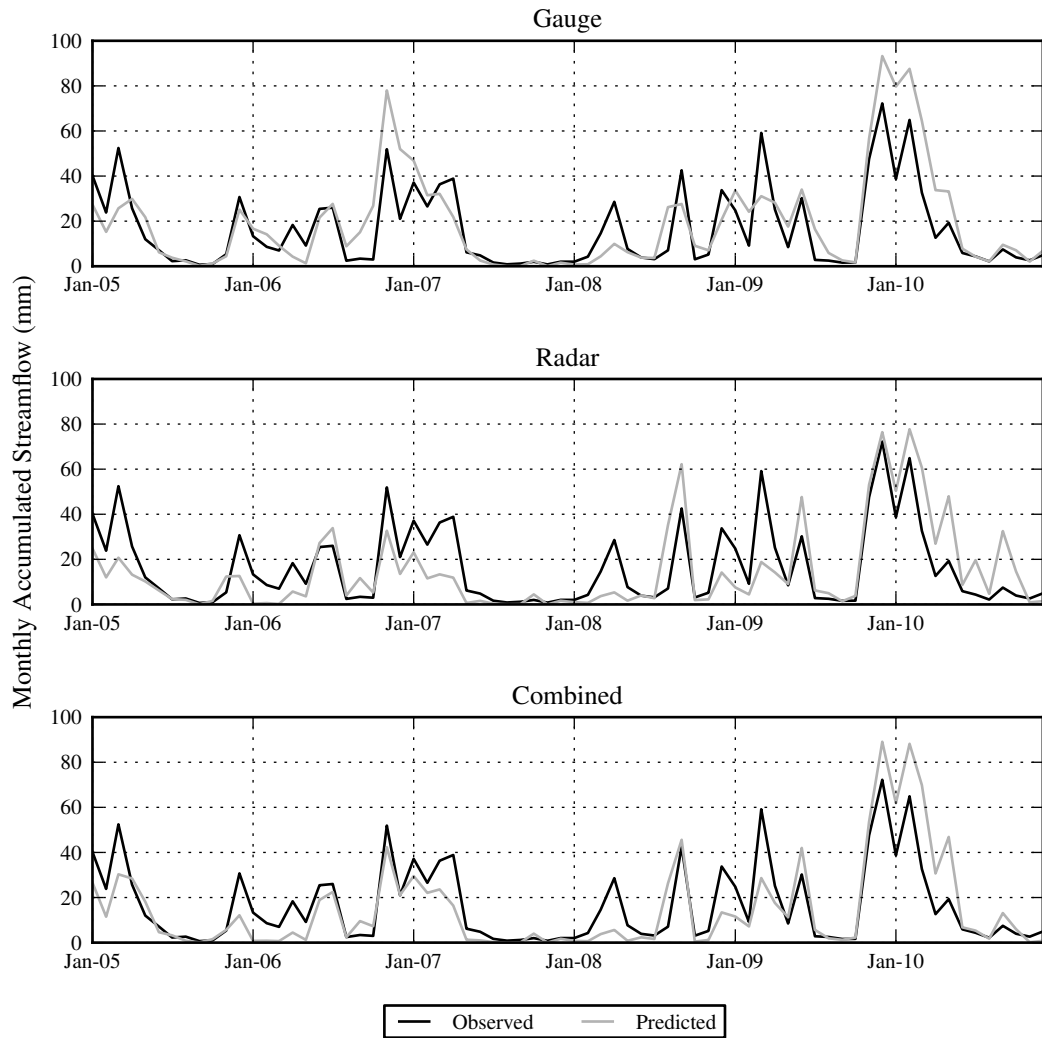 Gauge
100
80
60
40
20
0
Jan-05 Jan-06 Jan-07 Jan-08 Jan-09 Jan-10
Monthly Accumulated Streamflow (mm)
Radar
100
80
60
40
20
0
Jan-05 Jan-06 Jan-07 Jan-08 Jan-09 Jan-10
Combined
100
80
60
40
20
0
Jan-05 Jan-06 Jan-07 Jan-08 Jan-09 Jan-10
Observed Predicted